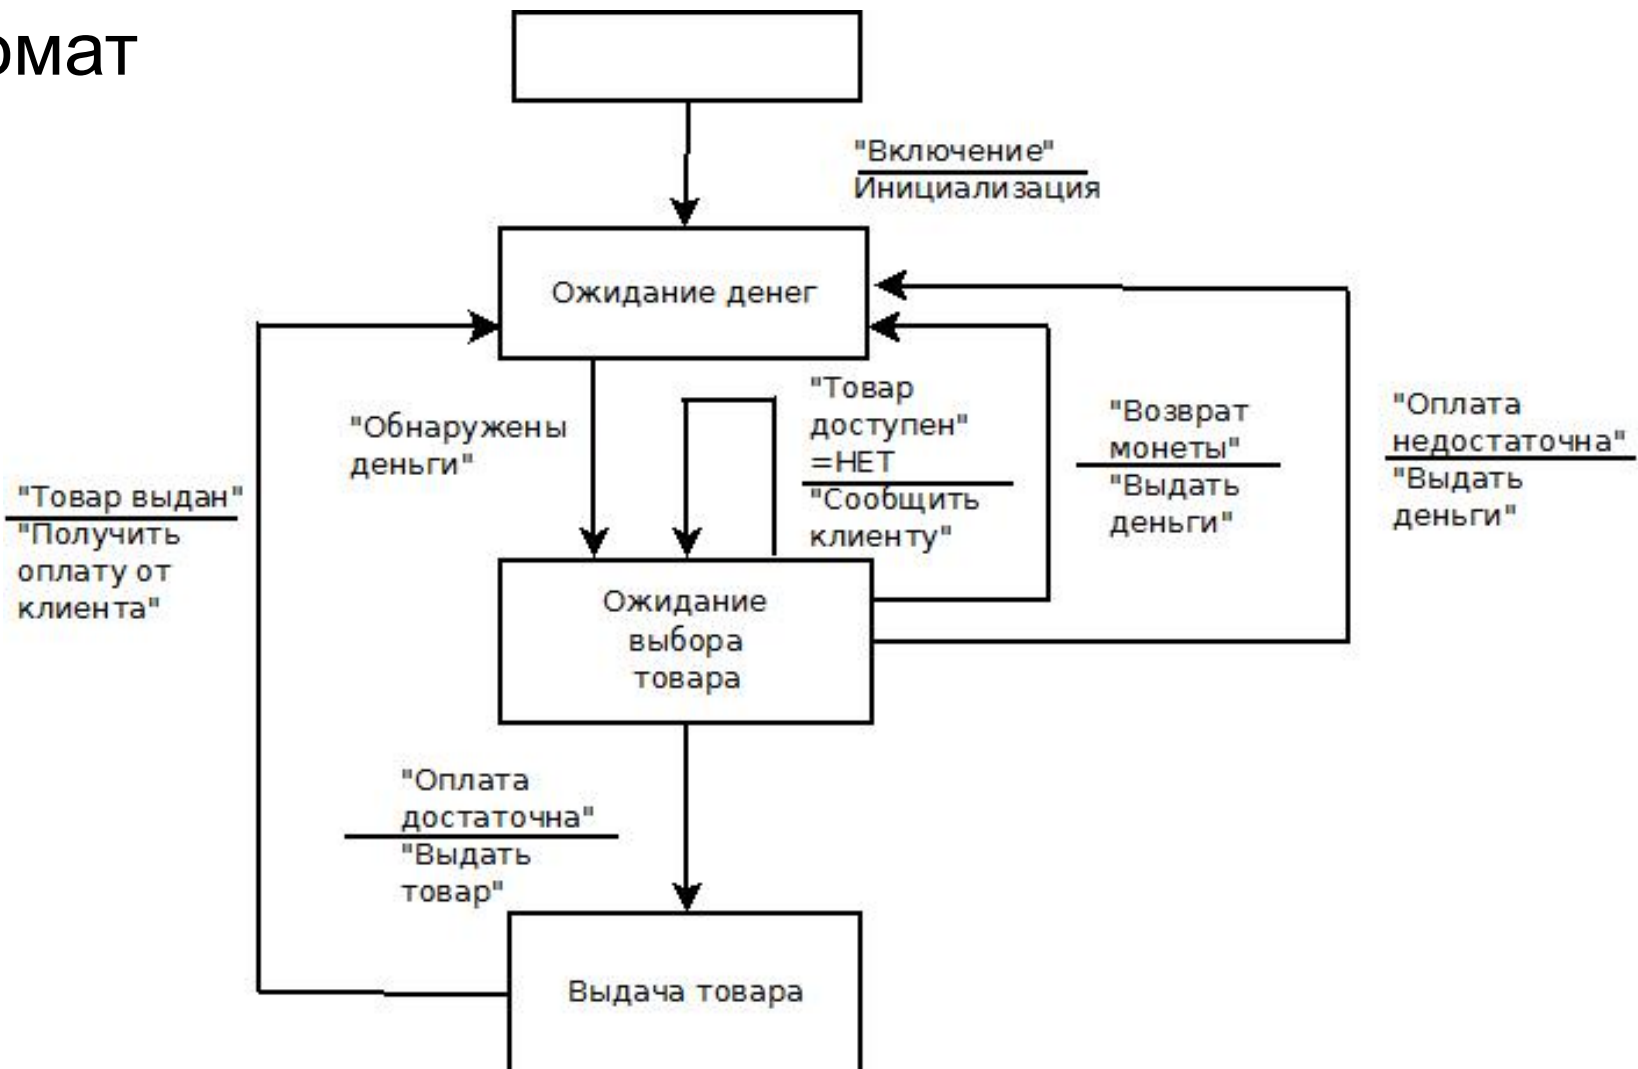 омат
"Включение"
Инициализация
Ожидание денег
"Товар
доступен"
=НЕТ
"Сообщить
клиенту"
"Возврат
монеты"
"Выдать
деньги"
"Оплата
недостаточна"
"Выдать
деньги"
"Обнаружены
деньги"
"Товар выдан"
"Получить
оплату от
клиента"
Ожидание
выбора
товара
"Оплата
достаточна"
"Выдать
товар"
Выдача товара